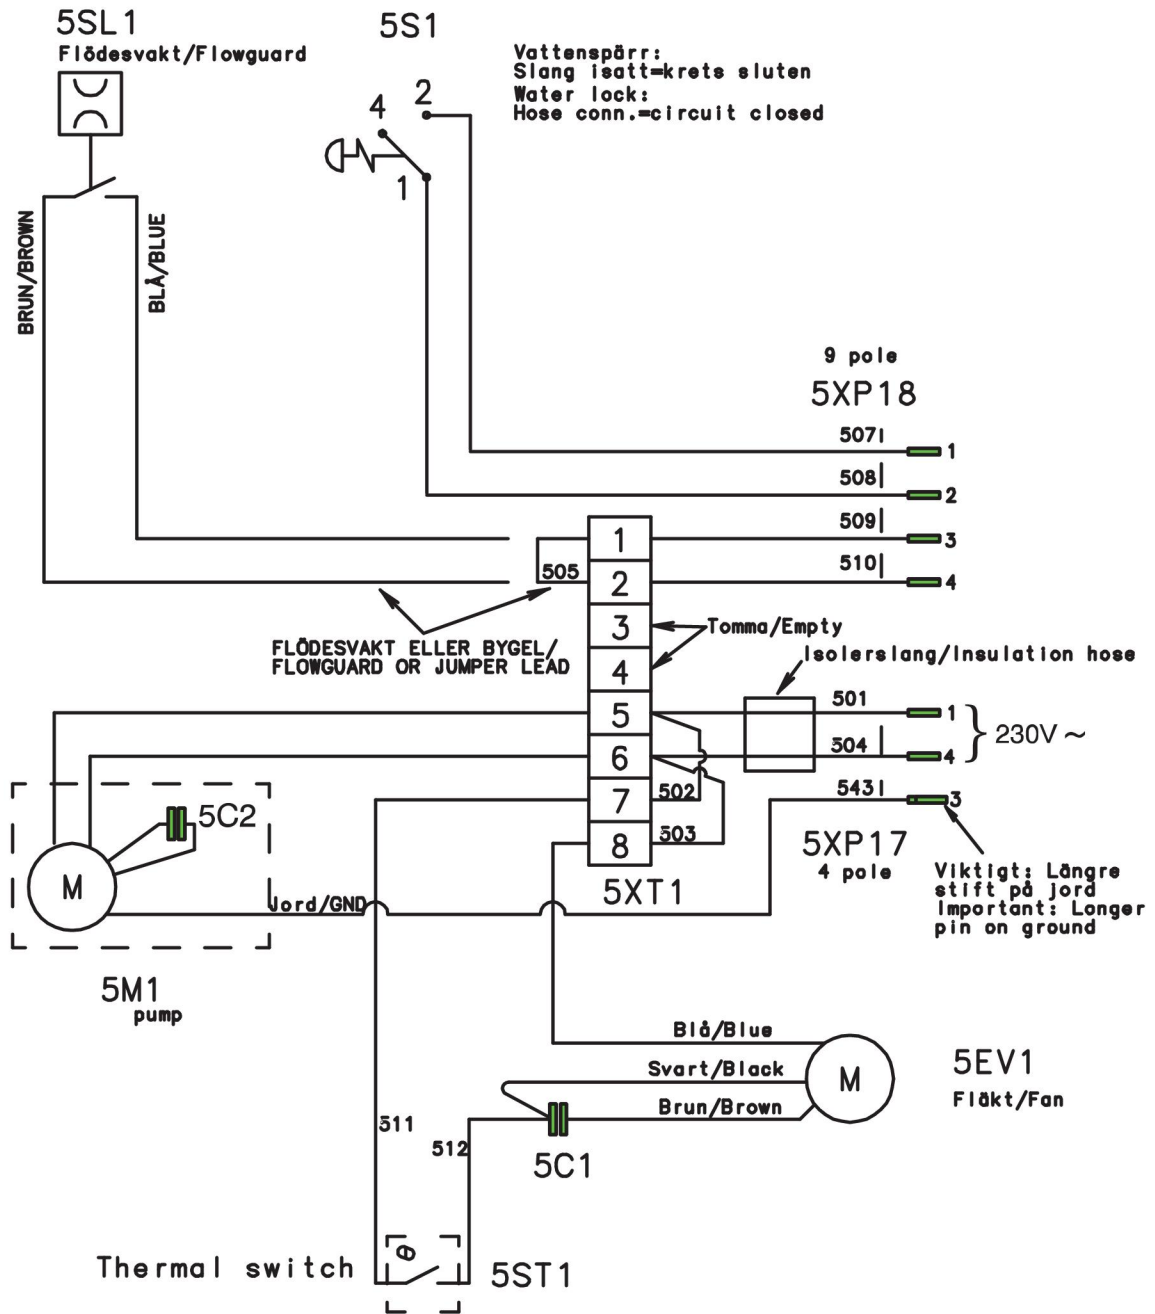 5SL1
Flödesvakt/Flowguard
5S1
Vattenspärr:
Slang isatt=krets sluten
Water lock:
Hose conn.=circuit closed
2
4
1
BRUN/BROWN
BLÅ/BLUE
9 pole
5XP18
507
1
508
2
509
3
510
4
505
1
2
3
4
5
6
7
8
5XT1
FLÖDESVAKT ELLER BYGEL/
FLOWGUARD OR JUMPER LEAD
Tomma/Empty
Isolerslang/Insulation hose
501
1
504
4
230V ~
543
3
502
503
5XP17
4 pole
Viktigt: Längre
stift på jord
Important: Longer
pin on ground
5C2
M
Jord/GND
5M1
pump
Blå/Blue
Svart/Black
Brun/Brown
M
5EV1
Fläkt/Fan
511
512
5C1
Thermal switch
θ
5ST1